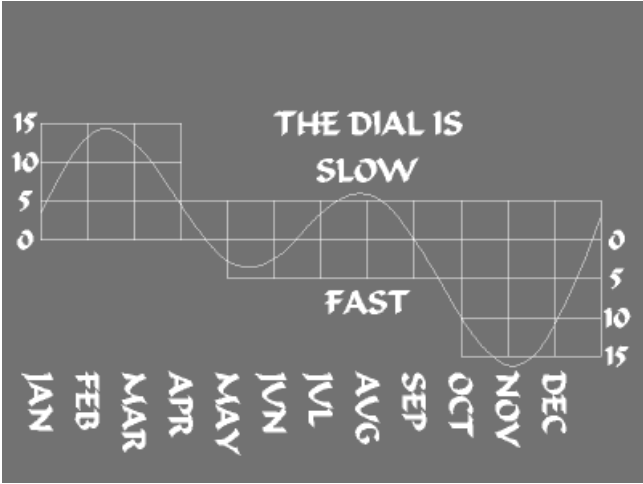 THE DIAL IS
SLOW
15
10
5
0
0
5
10
15
FAST
JAN
FEB
MAR
APR
MAY
JUN
JUL
AUG
SEP
OCT
NOV
DEC